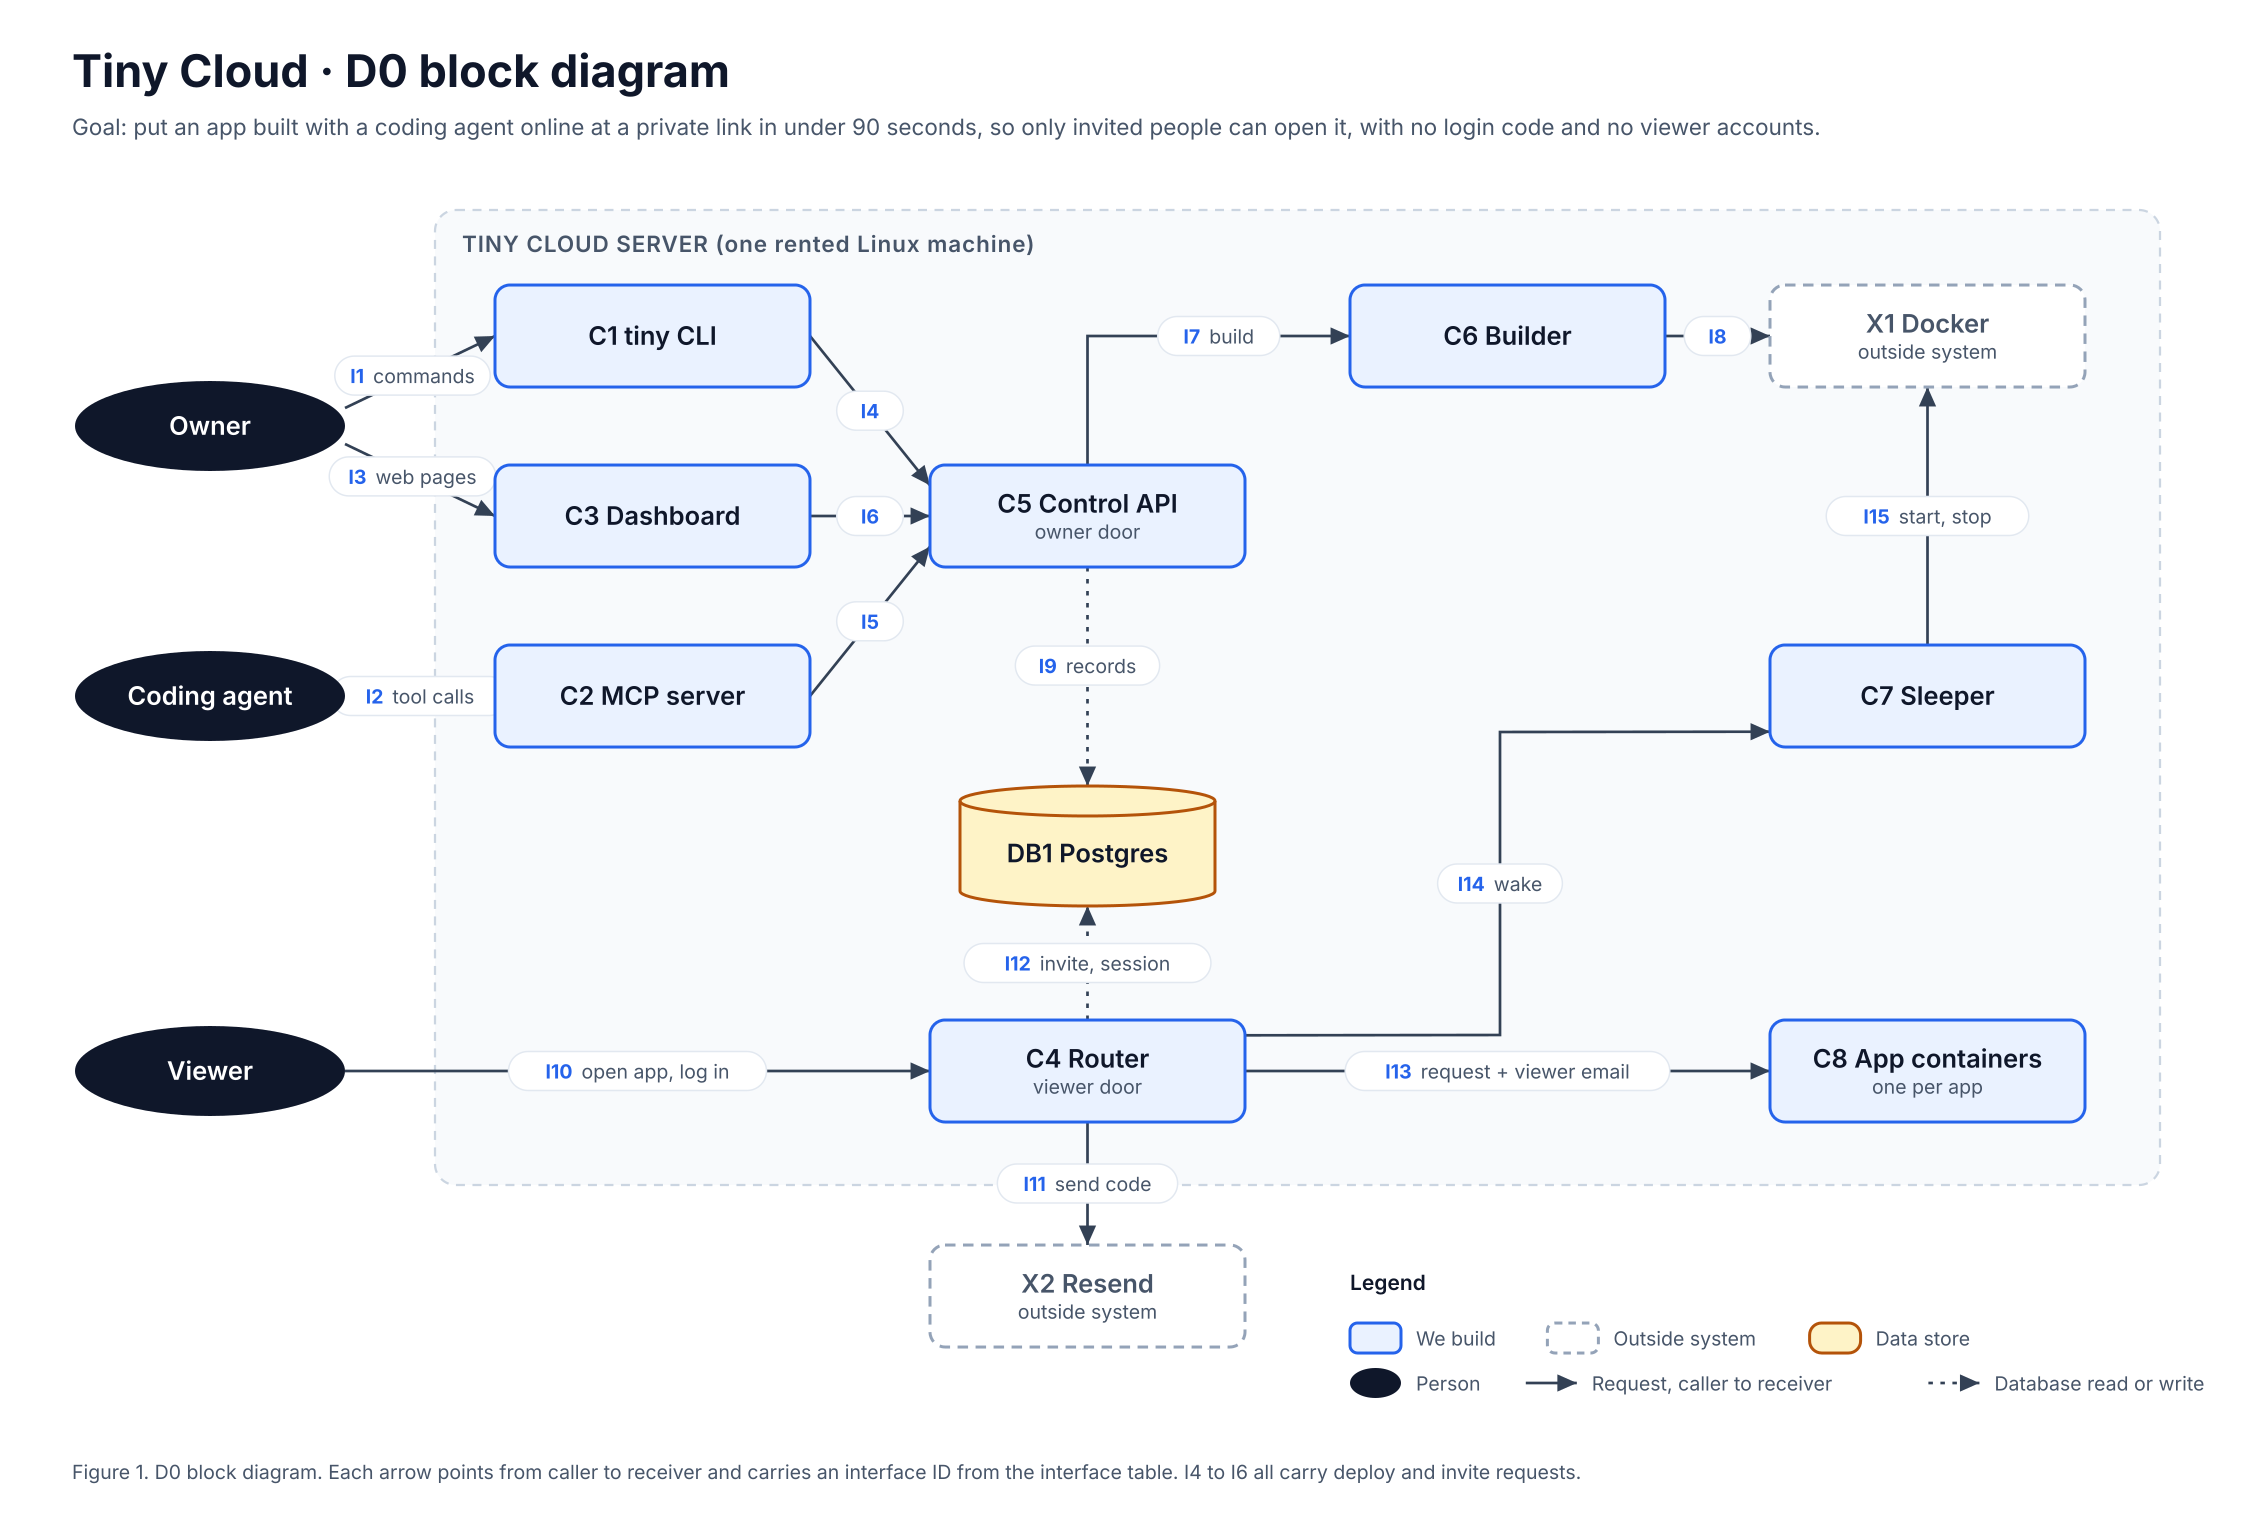 Tiny Cloud · D0 block diagram
Goal: put an app built with a coding agent online at a private link in under 90 seconds, so only invited people can open it, with no login code and no viewer accounts.
TINY CLOUD SERVER (one rented Linux machine)
C1 tiny CLI
I7 build
C6 Builder
I8
X1 Docker
outside system
I1 commands
Owner
I4
I3 web pages
C3 Dashboard
I6
C5 Control API
owner door
I15 start, stop
I5
Coding agent
I2 tool calls
C2 MCP server
I9 records
C7 Sleeper
DB1 Postgres
I14 wake
I12 invite, session
Viewer
I10 open app, log in
C4 Router
viewer door
I13 request + viewer email
C8 App containers
one per app
I11 send code
X2 Resend
outside system
Legend
We build
Outside system
Data store
Person
Request, caller to receiver
Database read or write
Figure 1. D0 block diagram. Each arrow points from caller to receiver and carries an interface ID from the interface table. I4 to I6 all carry deploy and invite requests.